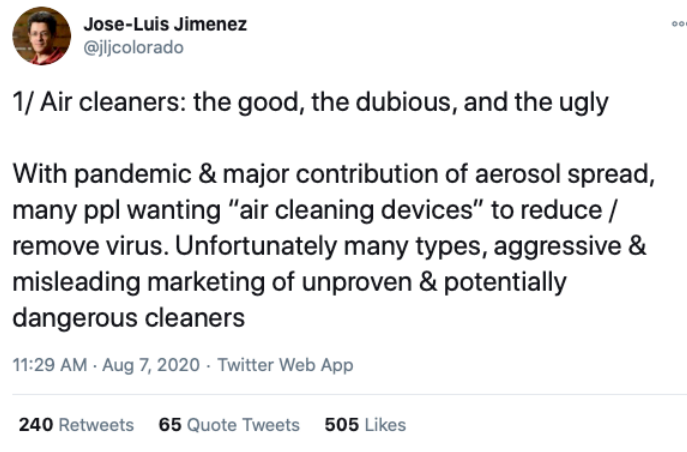 Jose-Luis Jimenez
@jljcolorado
1/ Air cleaners: the good, the dubious, and the ugly
With pandemic & major contribution of aerosol spread,
many ppl wanting “air cleaning devices” to reduce /
remove virus. Unfortunately many types, aggressive &
misleading marketing of unproven & potentially
dangerous cleaners
11:29 AM · Aug 7, 2020 · Twitter Web App
240 Retweets 65 Quote Tweets 505 Likes